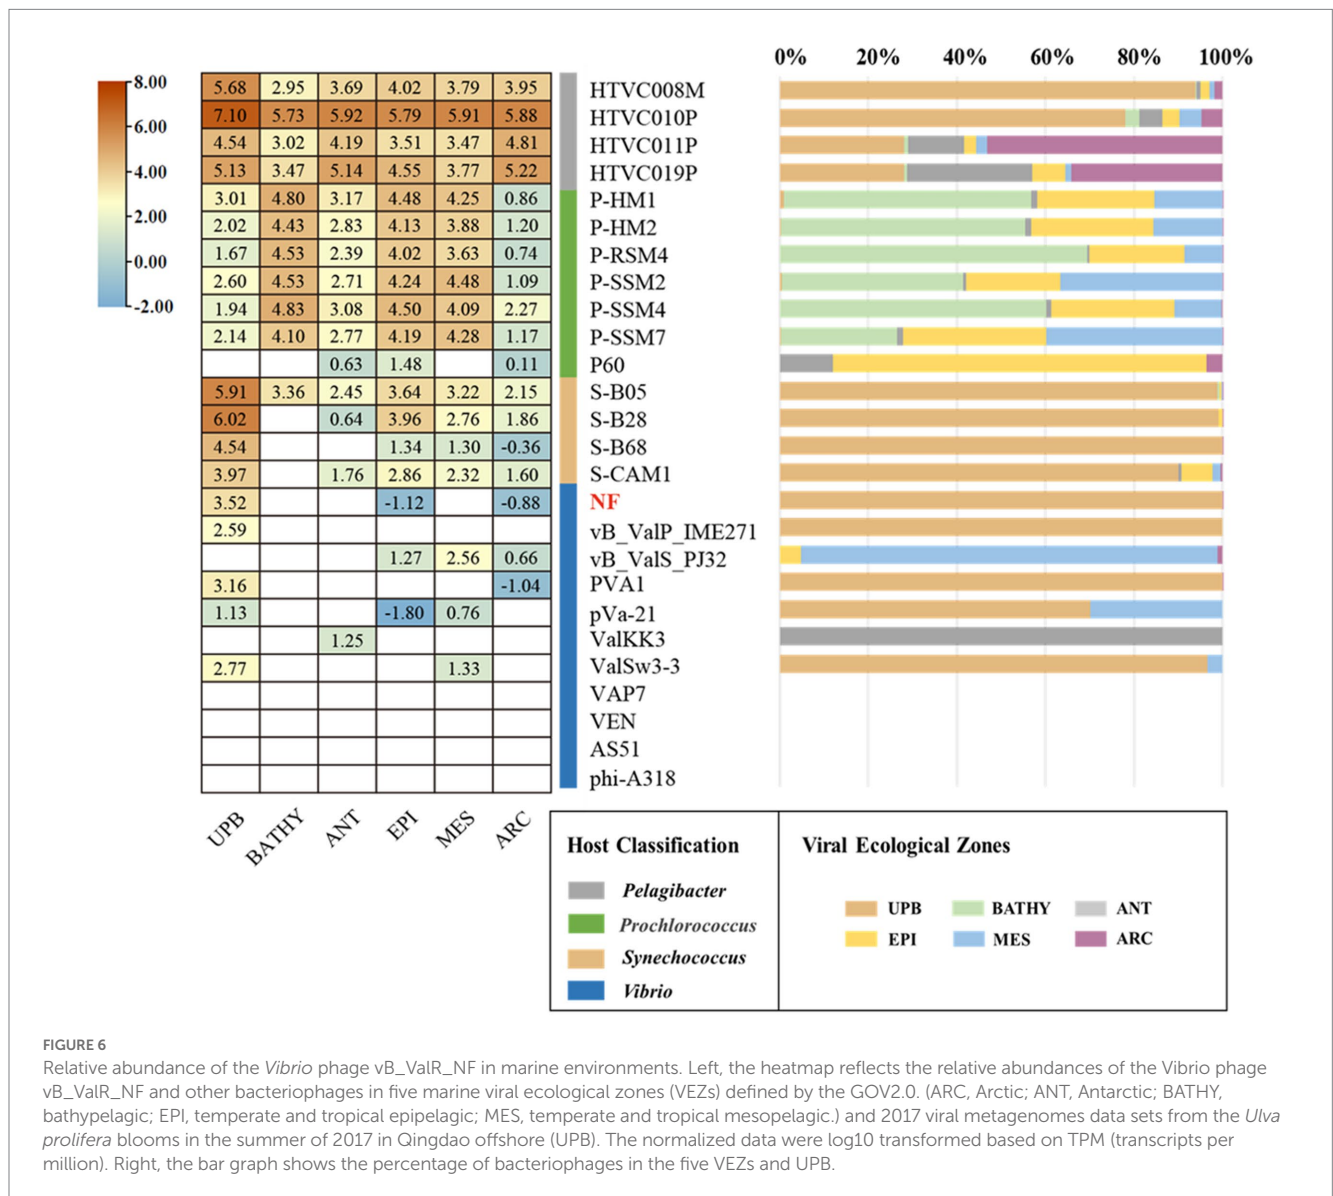 0% 20% 40% 60% 80% 100%
8.00
6.00
4.00
2.00
0.00
-2.00
5.68 2.95 3.69 4.02 3.79 3.95 HTVC008M
7.10 5.73 5.92 5.79 5.91 5.88 HTVC010P
4.54 3.02 4.19 3.51 3.47 4.81 HTVC011P
5.13 3.47 5.14 4.55 3.77 5.22 HTVC019P
3.01 4.80 3.17 4.48 4.25 0.86 P-HM1
2.02 4.43 2.83 4.13 3.88 1.20 P-HM2
1.67 4.53 2.39 4.02 3.63 0.74 P-RSM4
2.60 4.53 2.71 4.24 4.48 1.09 P-SSM2
1.94 4.83 3.08 4.50 4.09 2.27 P-SSM4
2.14 4.10 2.77 4.19 4.28 1.17 P-SSM7
0.63 1.48 0.11 P60
5.91 3.36 2.45 3.64 3.22 2.15 S-B05
6.02 0.64 3.96 2.76 1.86 S-B28
4.54 1.34 1.30 -0.36 S-B68
3.97 1.76 2.86 2.32 1.60 S-CAM1
3.52 -1.12 -0.88 NF
2.59 vB_ValP_IME271
1.27 2.56 0.66 vB_ValS_PJ32
3.16 -1.04 PVA1
1.13 -1.80 0.76 pVa-21
1.25 ValKK3
2.77 1.33 ValSw3-3
VAP7
VEN
AS51
phi-A318
UPB BATHY ANT EPI MES ARC
Host Classification
Pelagibacter
Prochlorococcus
Synechococcus
Vibrio
Viral Ecological Zones
UPB BATHY ANT
EPI MES ARC
FIGURE 6
Relative abundance of the Vibrio phage vB_ValR_NF in marine environments. Left, the heatmap reflects the relative abundances of the Vibrio phage
vB_ValR_NF and other bacteriophages in five marine viral ecological zones (VEZs) defined by the GOV2.0. (ARC, Arctic; ANT, Antarctic; BATHY,
bathypelagic; EPI, temperate and tropical epipelagic; MES, temperate and tropical mesopelagic.) and 2017 viral metagenomes data sets from the Ulva
prolifera blooms in the summer of 2017 in Qingdao offshore (UPB). The normalized data were log10 transformed based on TPM (transcripts per
million). Right, the bar graph shows the percentage of bacteriophages in the five VEZs and UPB.